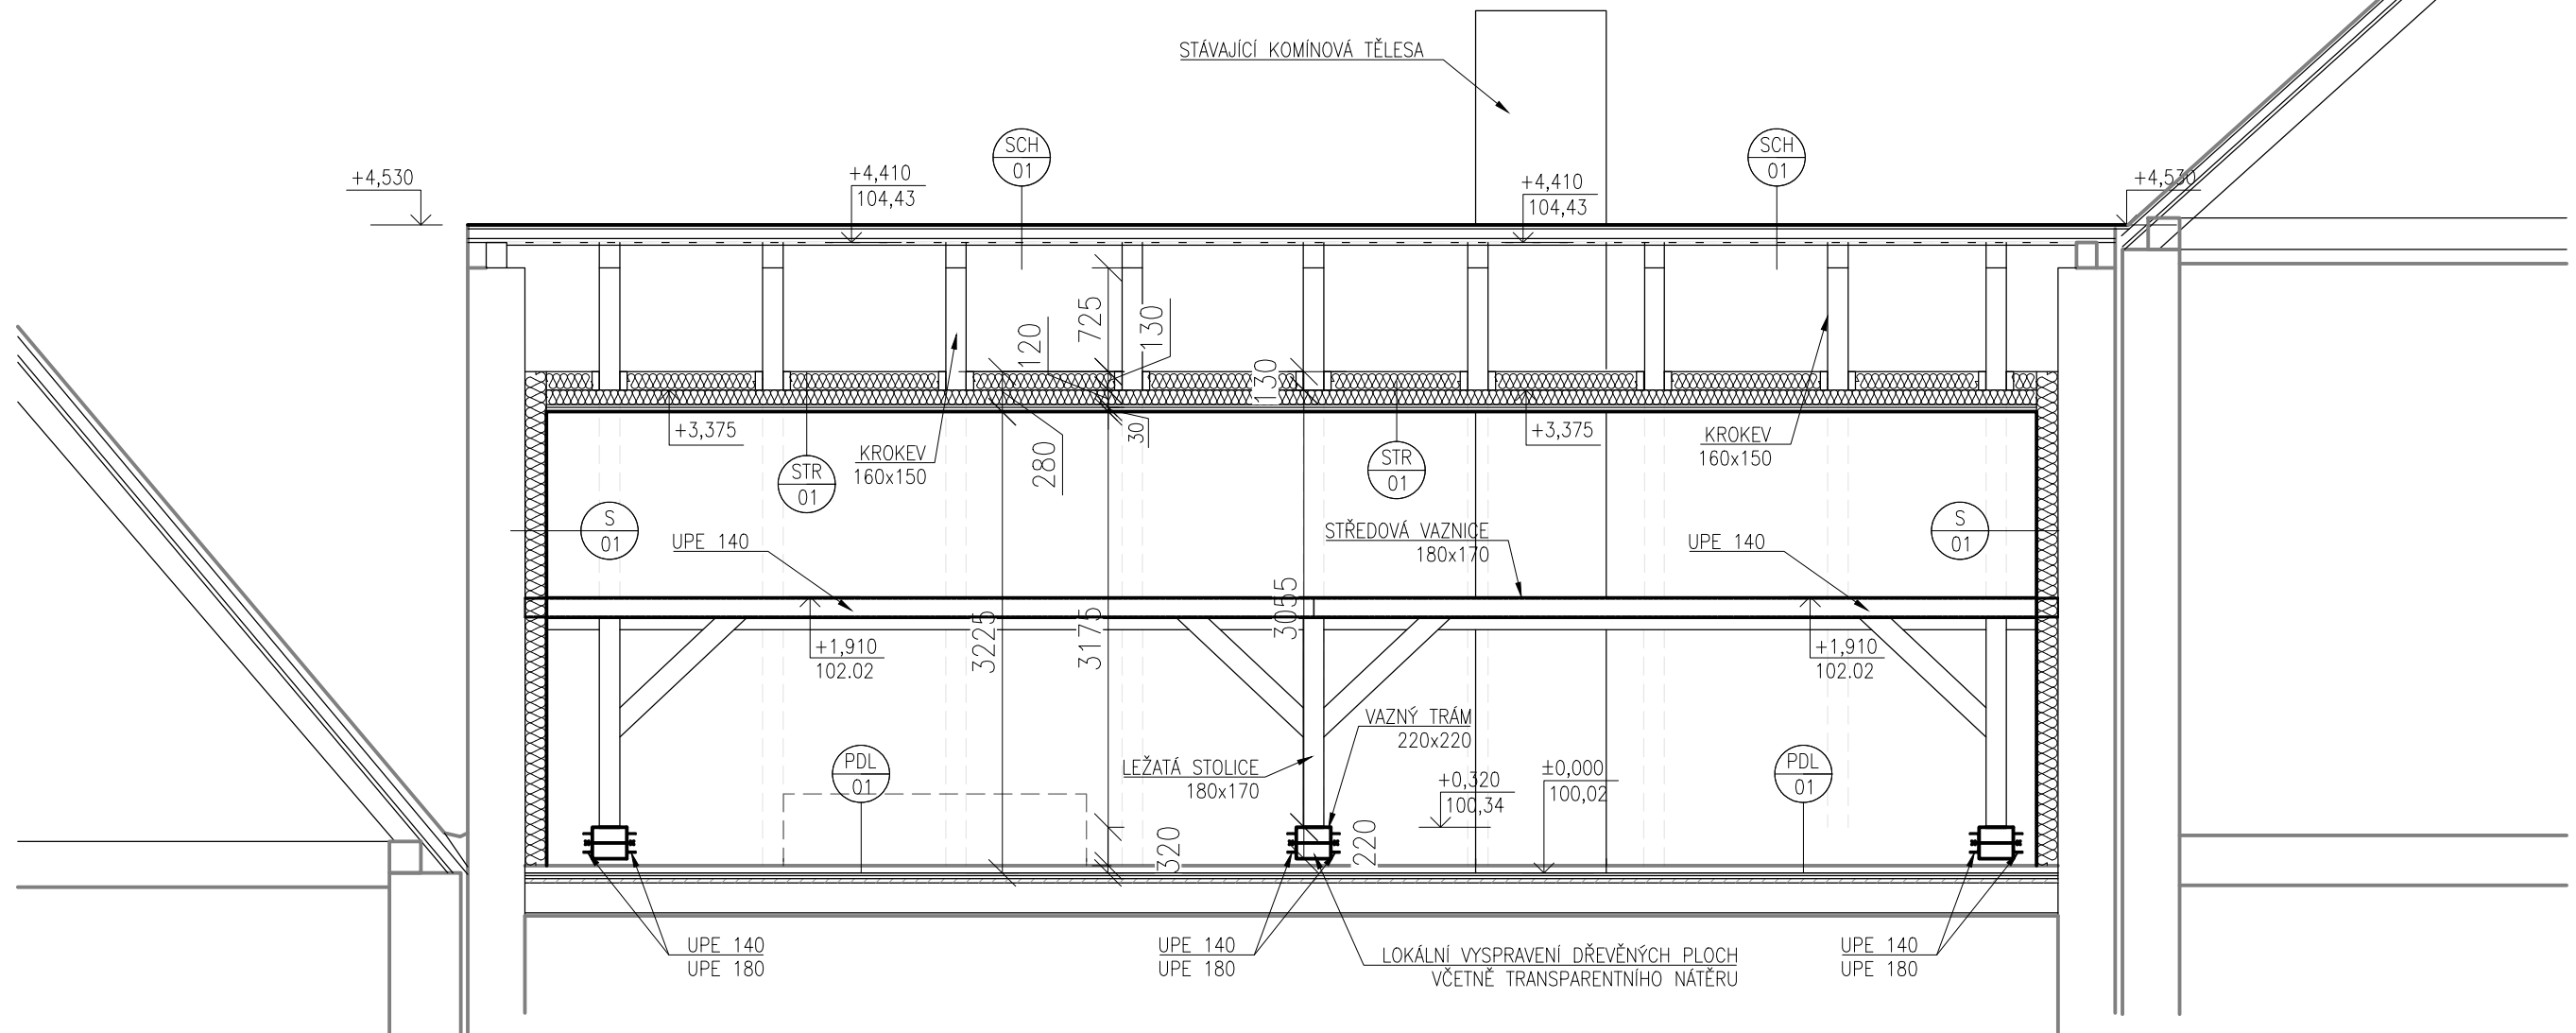 STÁVAJÍCÍ KOMÍNOVÁ TĚLESA
SCH
01
SCH
01
+4,530
+4,410
104,43
+4,410
104,43
+4,530
725
130
120
130
280
30
+3,375
+3,375
KROKEV
160x150
KROKEV
160x150
STR
01
STR
01
S
01
S
01
UPE 140
STŘEDOVÁ VAZNICE
180x170
UPE 140
3225
3175
3055
+1,910
102.02
+1,910
102.02
VAZNÝ TRÁM
220x220
PDL
01
LEŽATÁ STOLICE
180x170
+0,320
100,34
±0,000
100,02
PDL
01
320
220
UPE 140
UPE 180
UPE 140
UPE 180
LOKÁLNÍ VYSPRAVENÍ DŘEVĚNÝCH PLOCH
VČETNĚ TRANSPARENTNÍHO NÁTĚRU
UPE 140
UPE 180